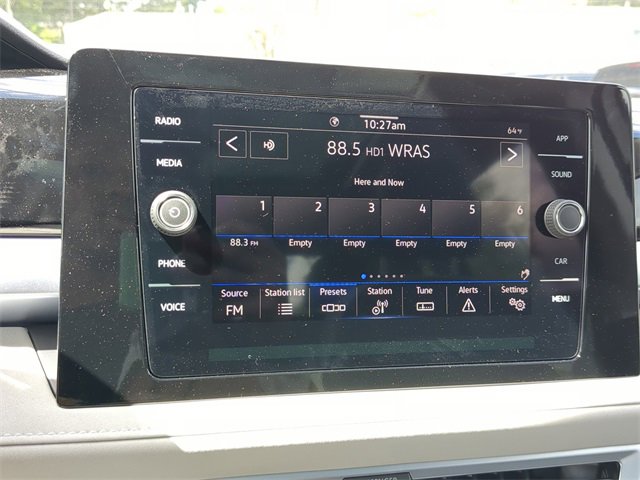 RADIO
MEDIA
PHONE
VOICE
10:27am
64°F
88.5 HD1 WRAS
Here and Now
1 2 3 4 5 6
88.3 FM Empty Empty Empty Empty Empty
Source Station list Presets Station Tune Alerts Settings
FM
APP
SOUND
CAR
MENU